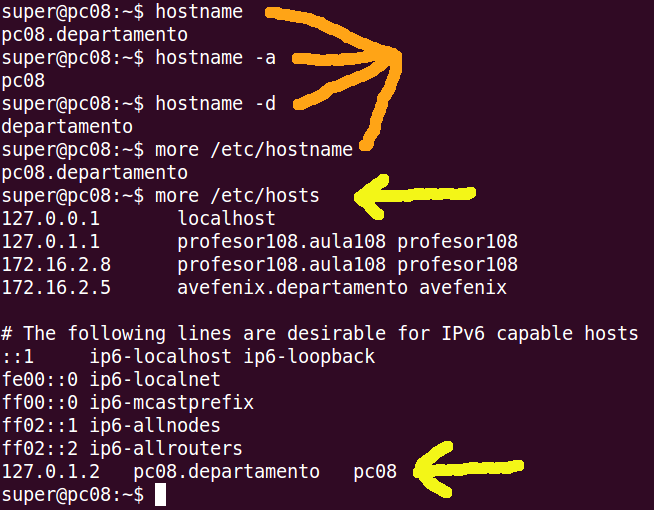 super@pc08:~$ hostname
pc08.departamento
super@pc08:~$ hostname -a
pc08
super@pc08:~$ hostname -d
departamento
super@pc08:~$ more /etc/hostname
pc08.departamento
super@pc08:~$ more /etc/hosts
127.0.0.1       localhost
127.0.1.1       profesor108.aula108 profesor108
172.16.2.8      profesor108.aula108 profesor108
172.16.2.5      avefenix.departamento avefenix

# The following lines are desirable for IPv6 capable hosts
::1     ip6-localhost ip6-loopback
fe00::0 ip6-localnet
ff00::0 ip6-mcastprefix
ff02::1 ip6-allnodes
ff02::2 ip6-allrouters
127.0.1.2   pc08.departamento   pc08
super@pc08:~$